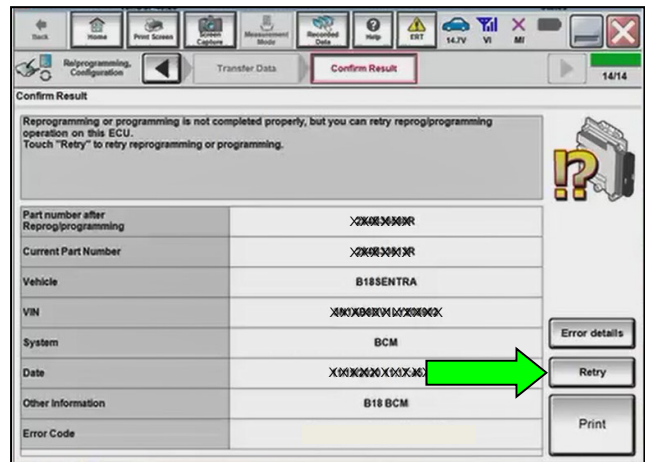 Back
Home
Print Screen
Screen Capture
Measurement Mode
Recorded Data
Help
ERT
14.7V
VI
MI
Re/programming, Configuration
Transfer Data
Confirm Result
14/14
Confirm Result
Reprogramming or programming is not completed properly, but you can retry reprog/programming
operation on this ECU.
Touch "Retry" to retry reprogramming or programming.
!?
Part number after
Reprog/programming
Current Part Number
Vehicle
B18SENTRA
VIN
System
BCM
Date
Other Information
B18 BCM
Error Code
Error details
Retry
Print